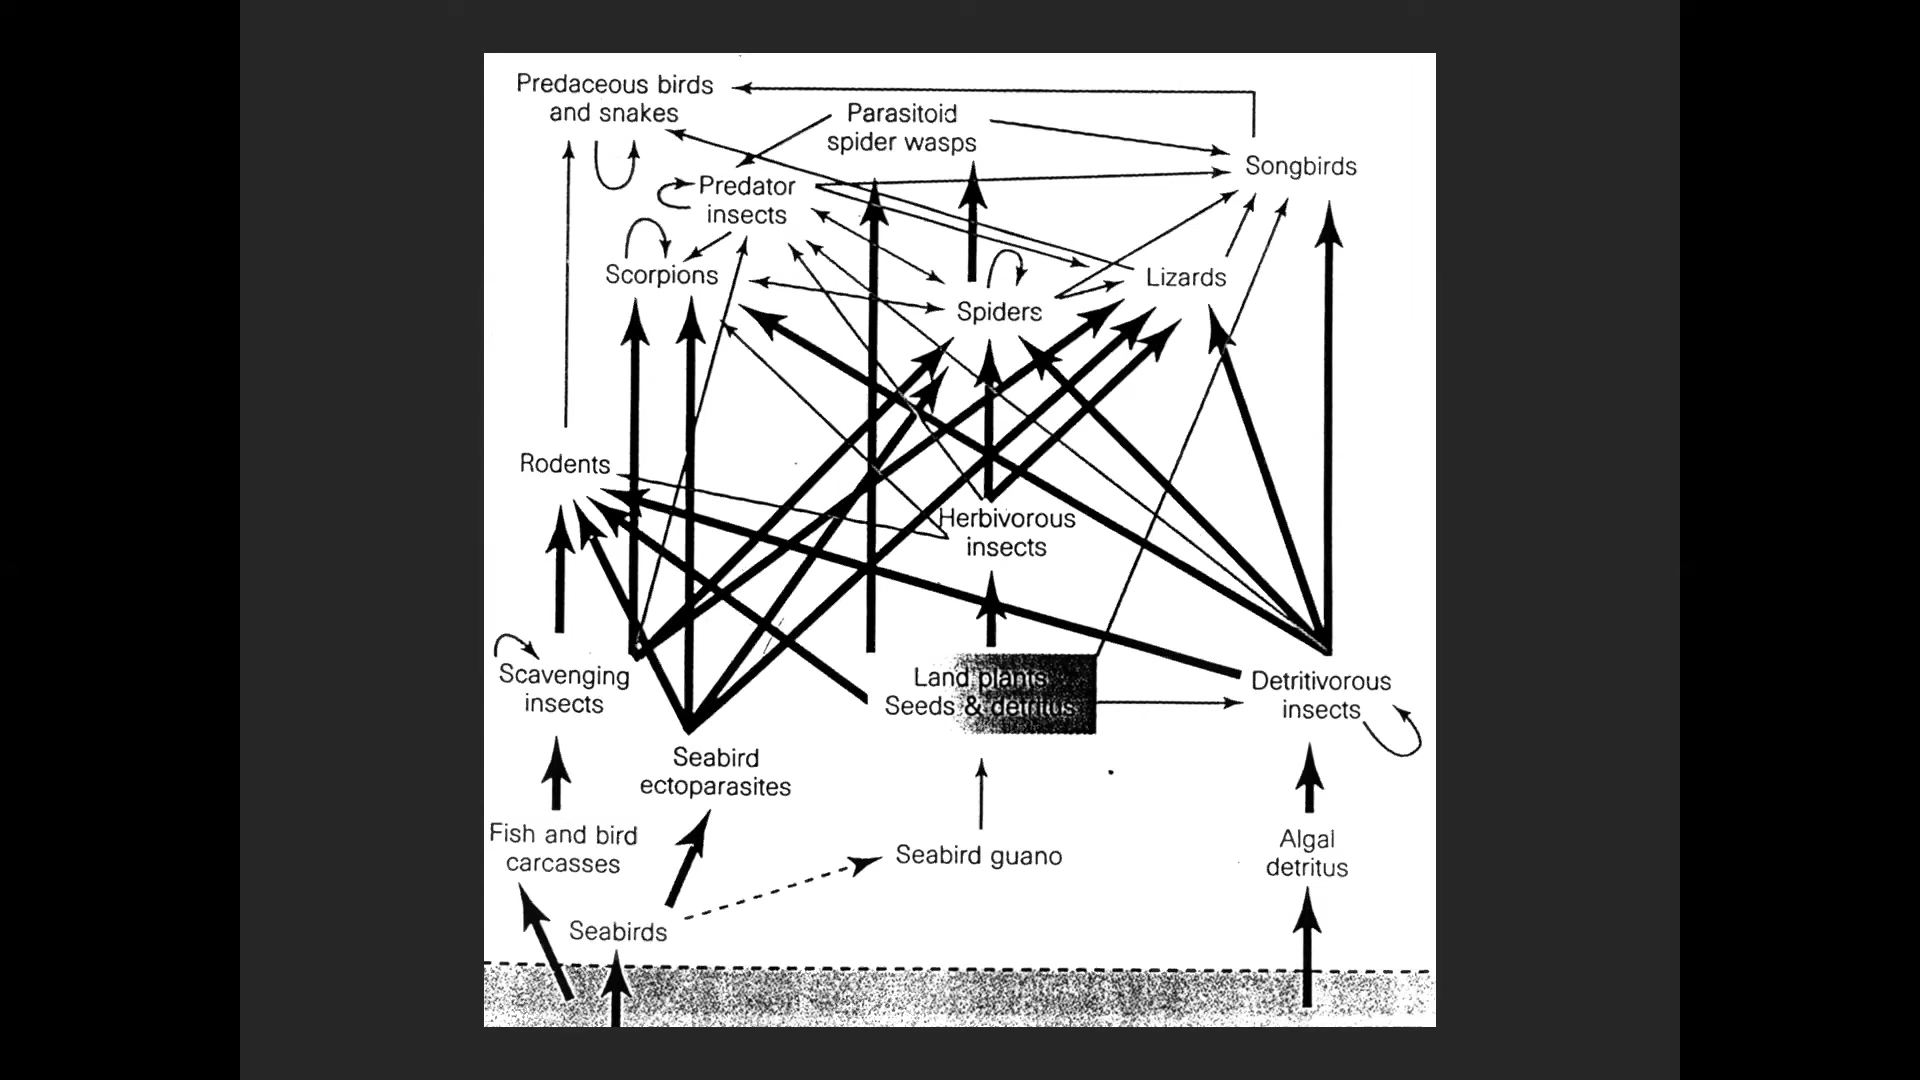 Predaceous birds
and snakes
Parasitoid
spider wasps
Songbirds
Predator
insects
Scorpions
Lizards
Spiders
Rodents
Herbivorous
insects
Scavenging
insects
Land plants
Seeds & detritus
Detritivorous
insects
Seabird
ectoparasites
Fish and bird
carcasses
Seabird guano
Algal
detritus
Seabirds